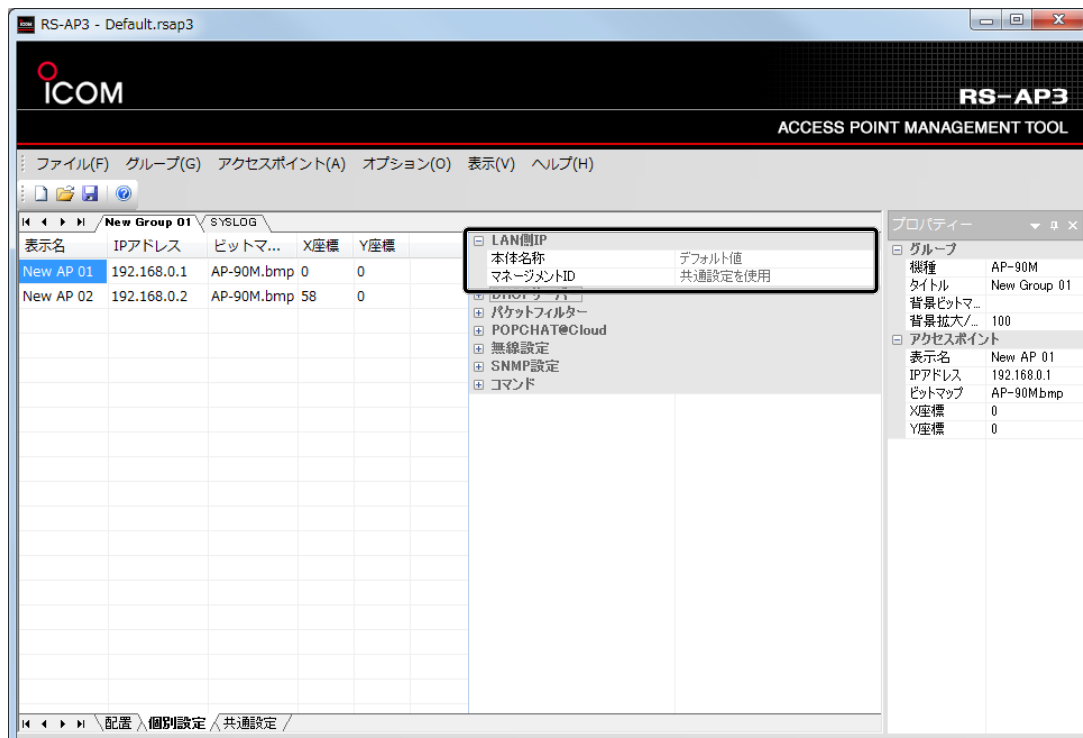 RS-AP3 - Default.rsap3
ICOM
RS-AP3
ACCESS POINT MANAGEMENT TOOL
ファイル(F) グループ(G) アクセスポイント(A) オプション(O) 表示(V) ヘルプ(H)
New Group 01 SYSLOG
表示名 IPアドレス ビットマ... X座標 Y座標
New AP 01 192.168.0.1 AP-90M.bmp 0 0
New AP 02 192.168.0.2 AP-90M.bmp 58 0
LAN側IP
本体名称 デフォルト値
マネージメントID 共通設定を使用
DHCPサーバー
パケットフィルター
POPCHAT@Cloud
無線設定
SNMP設定
コマンド
プロパティー
グループ
機種 AP-90M
タイトル New Group 01
背景ビットマ...
背景拡大/... 100
アクセスポイント
表示名 New AP 01
IPアドレス 192.168.0.1
ビットマップ AP-90M.bmp
X座標 0
Y座標 0
配置 個別設定 共通設定